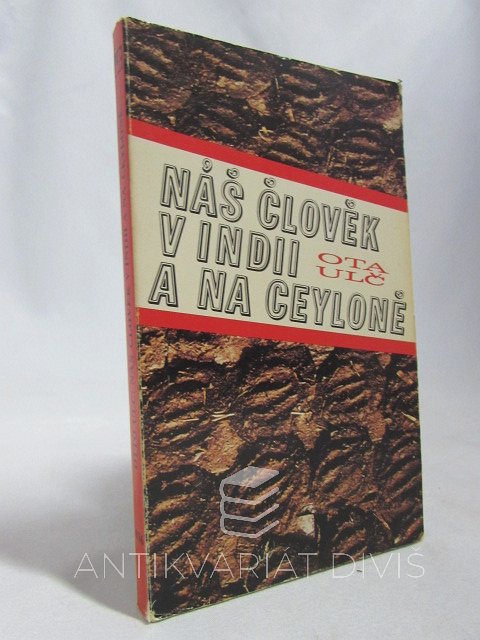 NÁŠ ČLOVĚK
V INDII
A NA CEYLONĚ
OTA
ULČ
ANTIKVARIÁT DIVIŠ